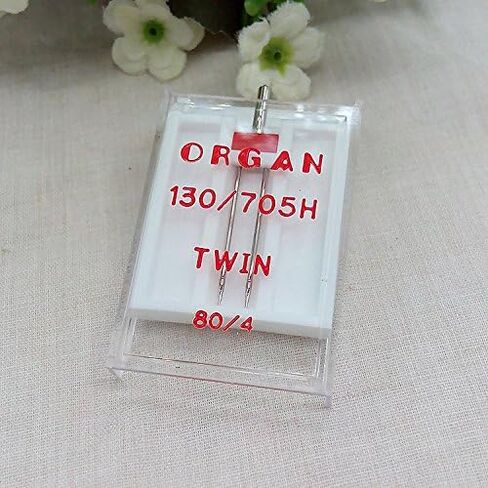 ORGAN
130/705H
TWIN
80/4